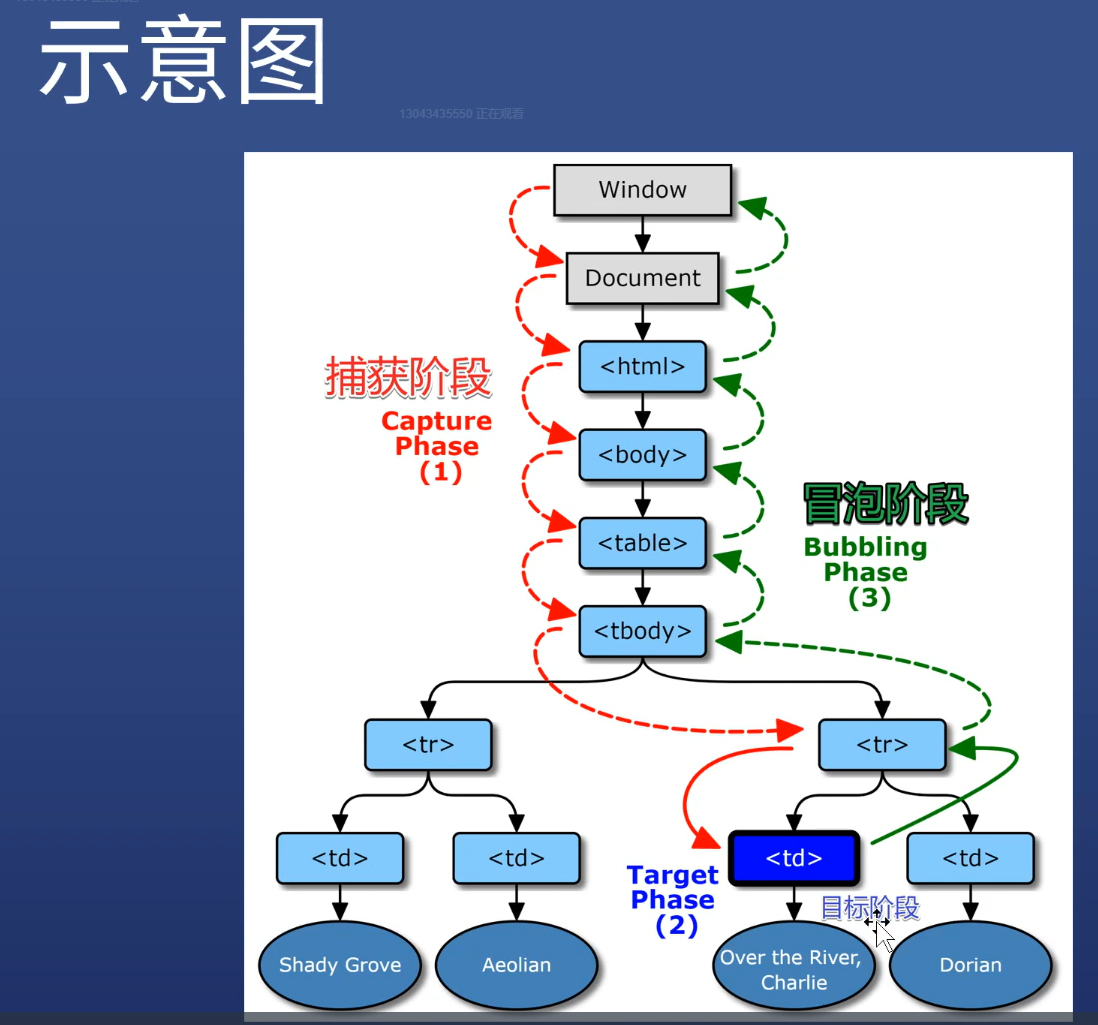 示意图
13043435550 正在观看
Window
Document
<html>
捕获阶段
Capture
Phase
(1)
<body>
冒泡阶段
<table>
Bubbling
Phase
(3)
<tbody>
<tr>
<tr>
<td>
<td>
<td>
<td>
Target
Phase
(2)
目标阶段
Shady Grove
Aeolian
Over the River,
Charlie
Dorian